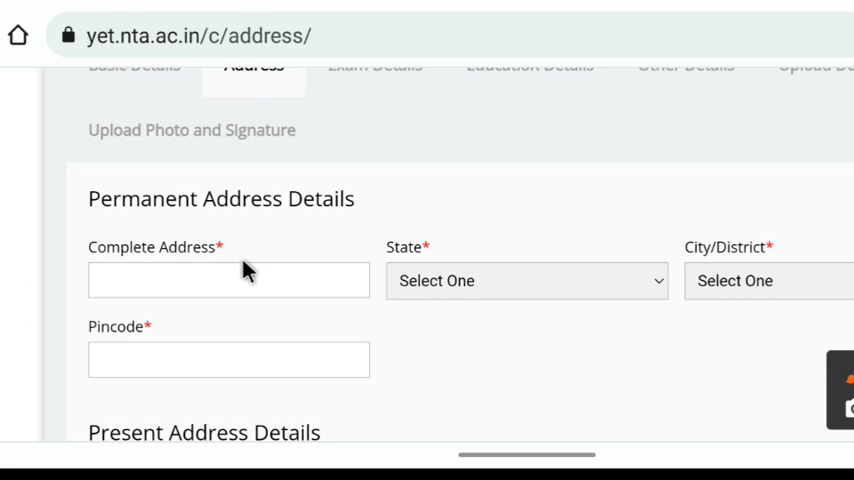 yet.nta.ac.in/c/address/
Basic Details Address Exam Details Education Details Other Details Upload
Upload Photo and Signature
Permanent Address Details
Complete Address* State* City/District*
Select One Select One
Pincode*
Present Address Details